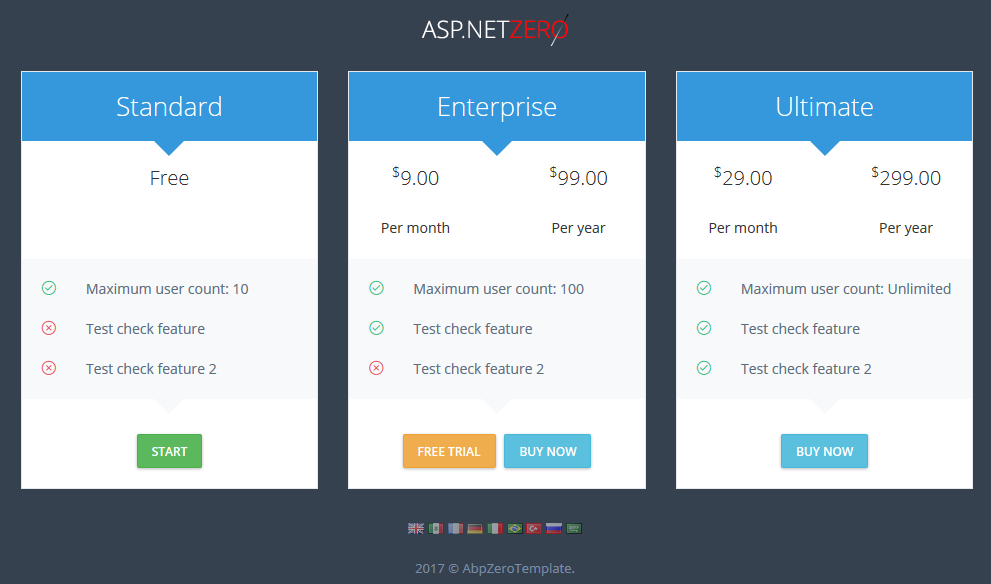 ASP.NETZERO
Standard
Free
Maximum user count: 10
Test check feature
Test check feature 2
START
Enterprise
$9.00 $99.00
Per month Per year
Maximum user count: 100
Test check feature
Test check feature 2
FREE TRIAL BUY NOW
Ultimate
$29.00 $299.00
Per month Per year
Maximum user count: Unlimited
Test check feature
Test check feature 2
BUY NOW
2017 © AbpZeroTemplate.